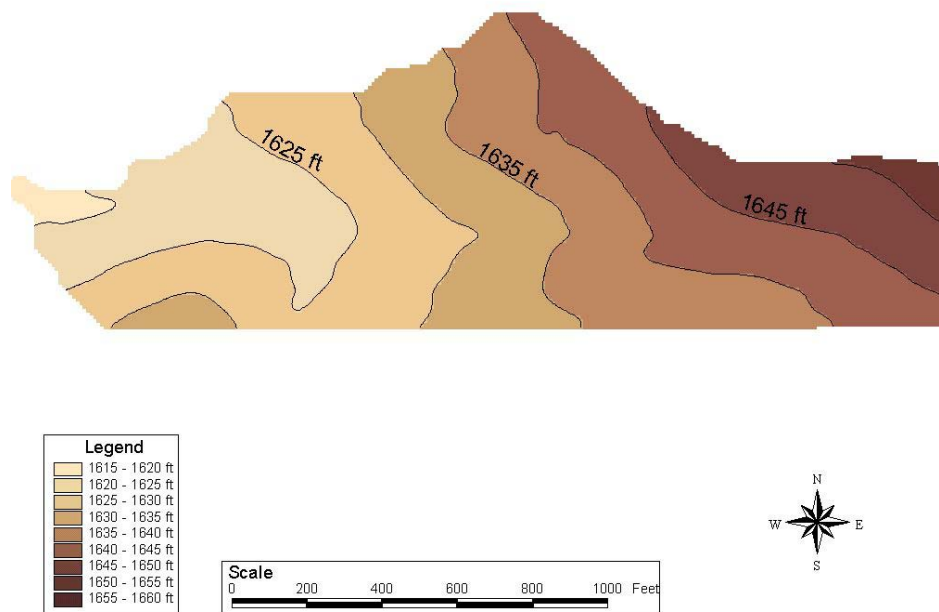 1625 ft
1635 ft
1645 ft
Legend
1615 - 1620 ft
1620 - 1625 ft
1625 - 1630 ft
1630 - 1635 ft
1635 - 1640 ft
1640 - 1645 ft
1645 - 1650 ft
1650 - 1655 ft
1655 - 1660 ft
Scale
0 200 400 600 800 1000 Feet
N
W E
S